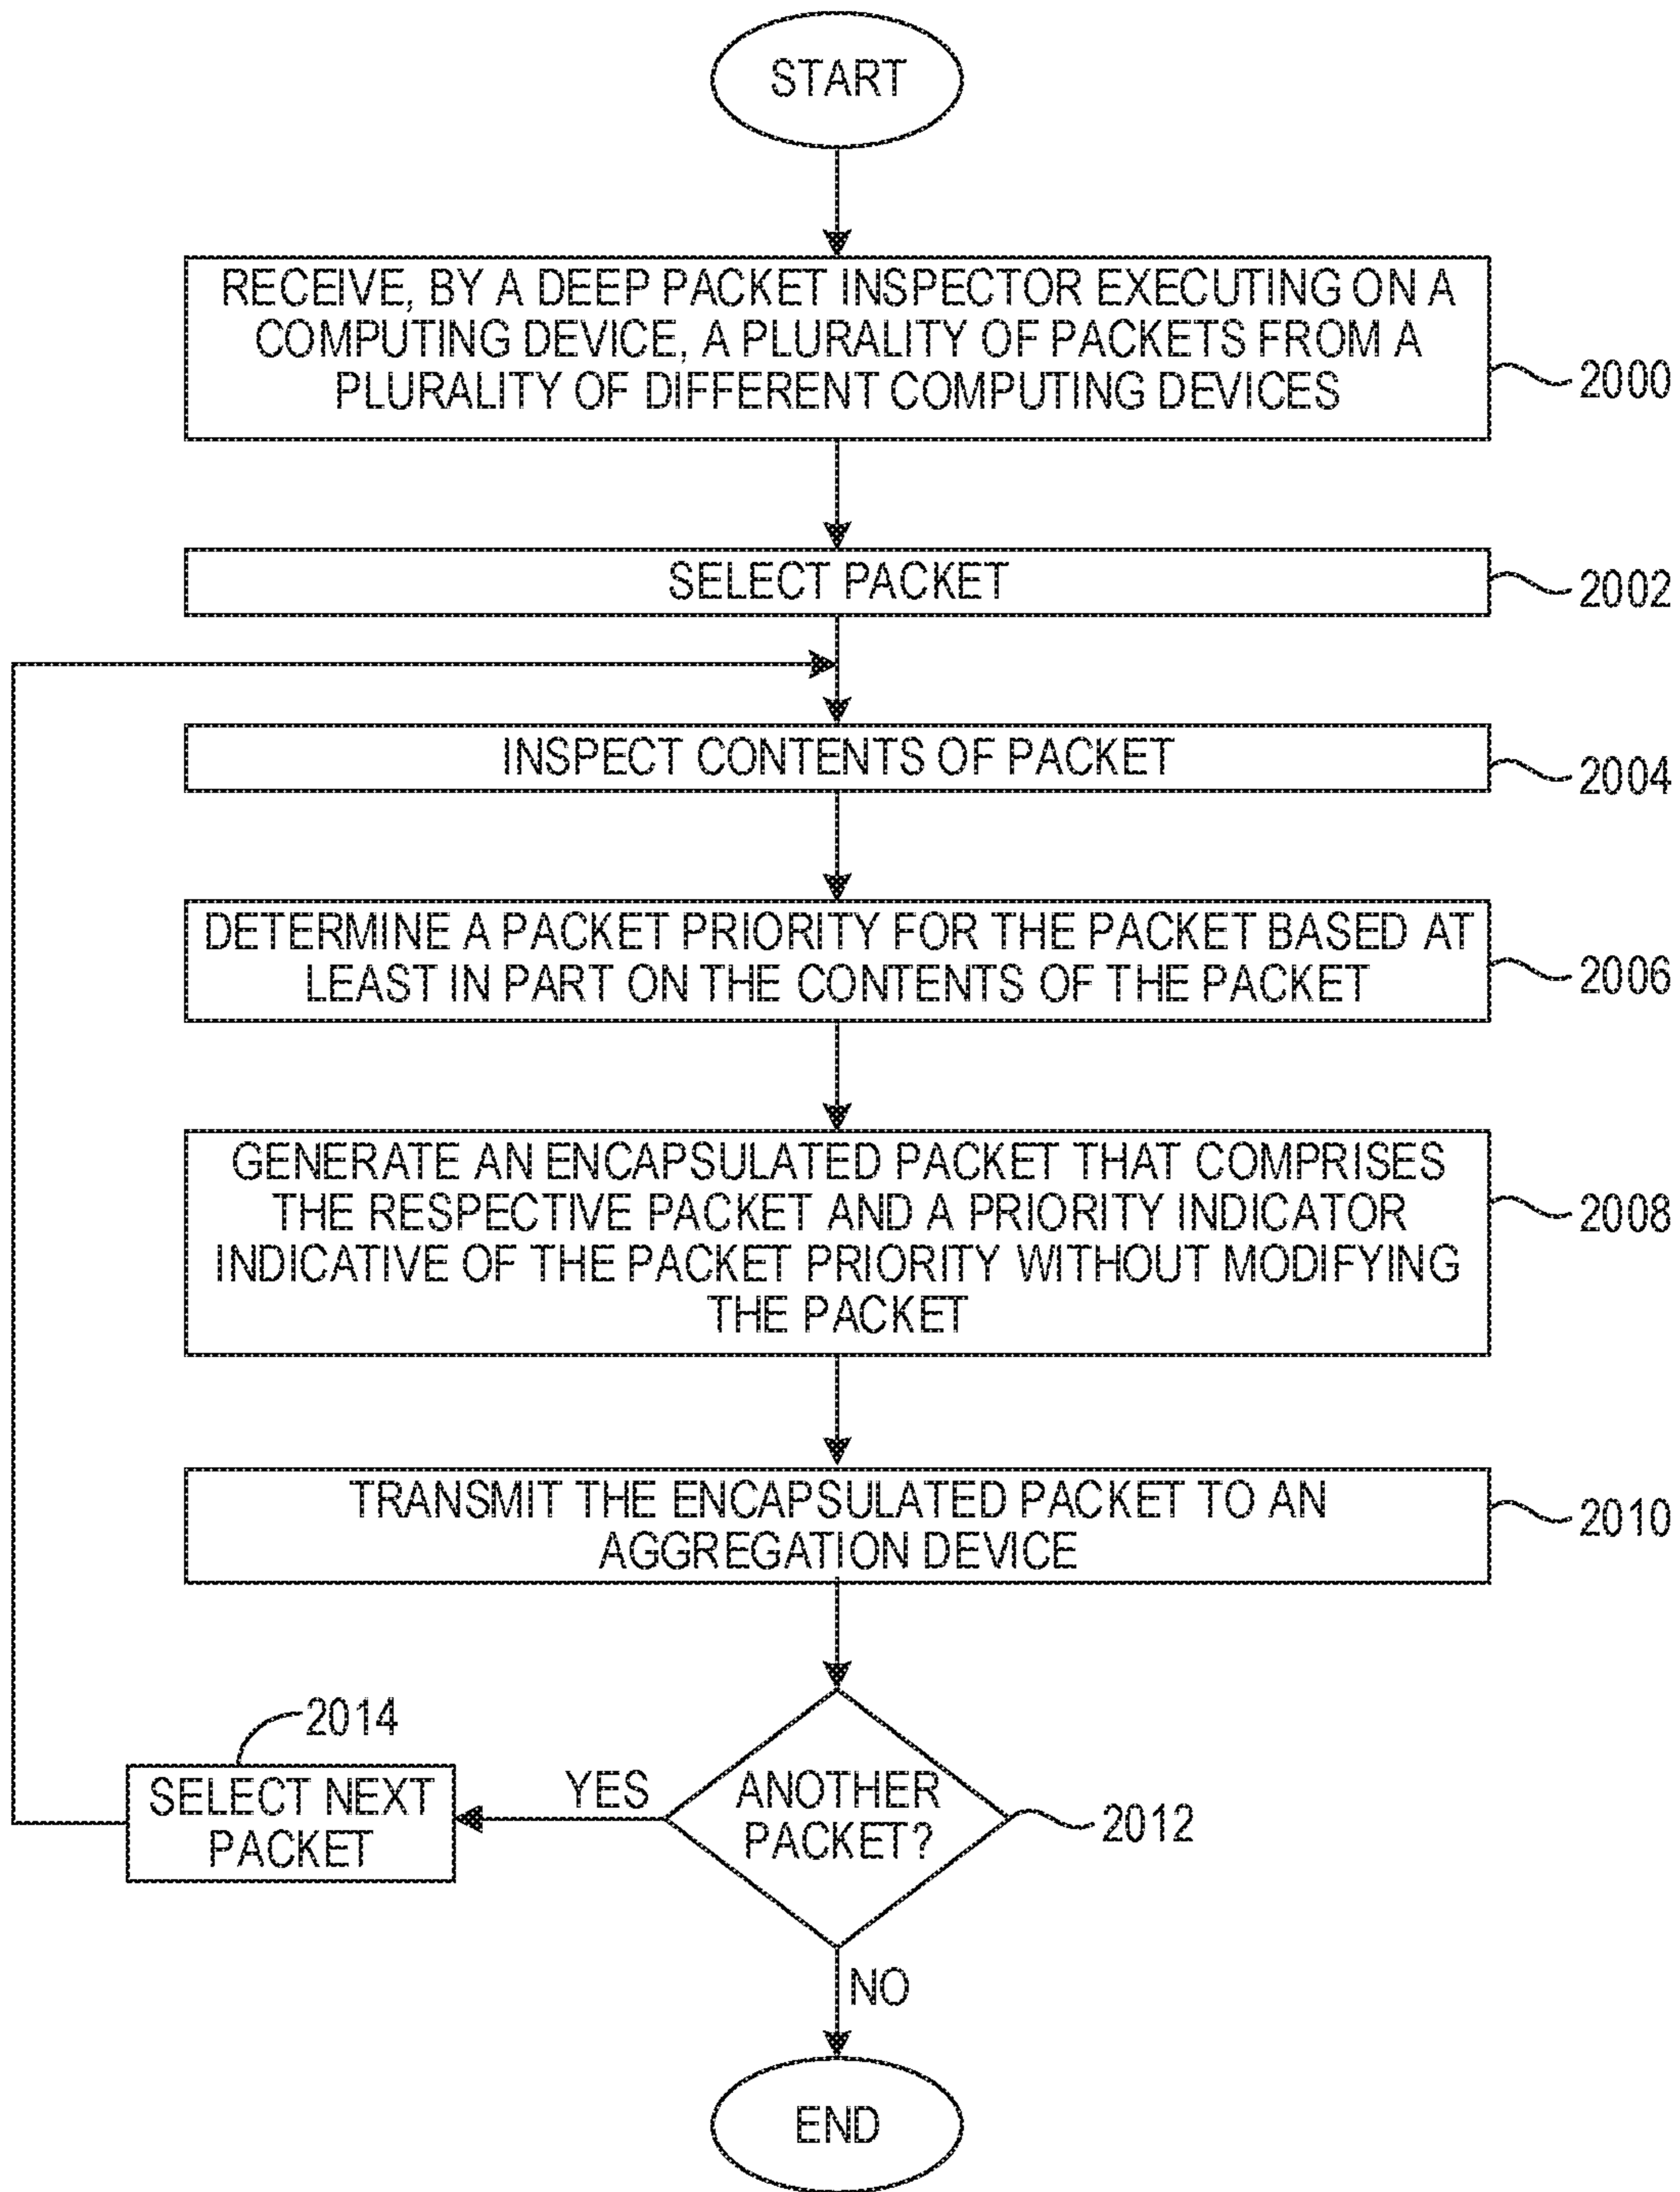 START
RECEIVE, BY A DEEP PACKET INSPECTOR EXECUTING ON A
COMPUTING DEVICE, A PLURALITY OF PACKETS FROM A
PLURALITY OF DIFFERENT COMPUTING DEVICES
2000
SELECT PACKET
2002
INSPECT CONTENTS OF PACKET
2004
DETERMINE A PACKET PRIORITY FOR THE PACKET BASED AT
LEAST IN PART ON THE CONTENTS OF THE PACKET
2006
GENERATE AN ENCAPSULATED PACKET THAT COMPRISES
THE RESPECTIVE PACKET AND A PRIORITY INDICATOR
INDICATIVE OF THE PACKET PRIORITY WITHOUT MODIFYING
THE PACKET
2008
TRANSMIT THE ENCAPSULATED PACKET TO AN
AGGREGATION DEVICE
2010
2014
SELECT NEXT
PACKET
YES
ANOTHER
PACKET?
2012
NO
END